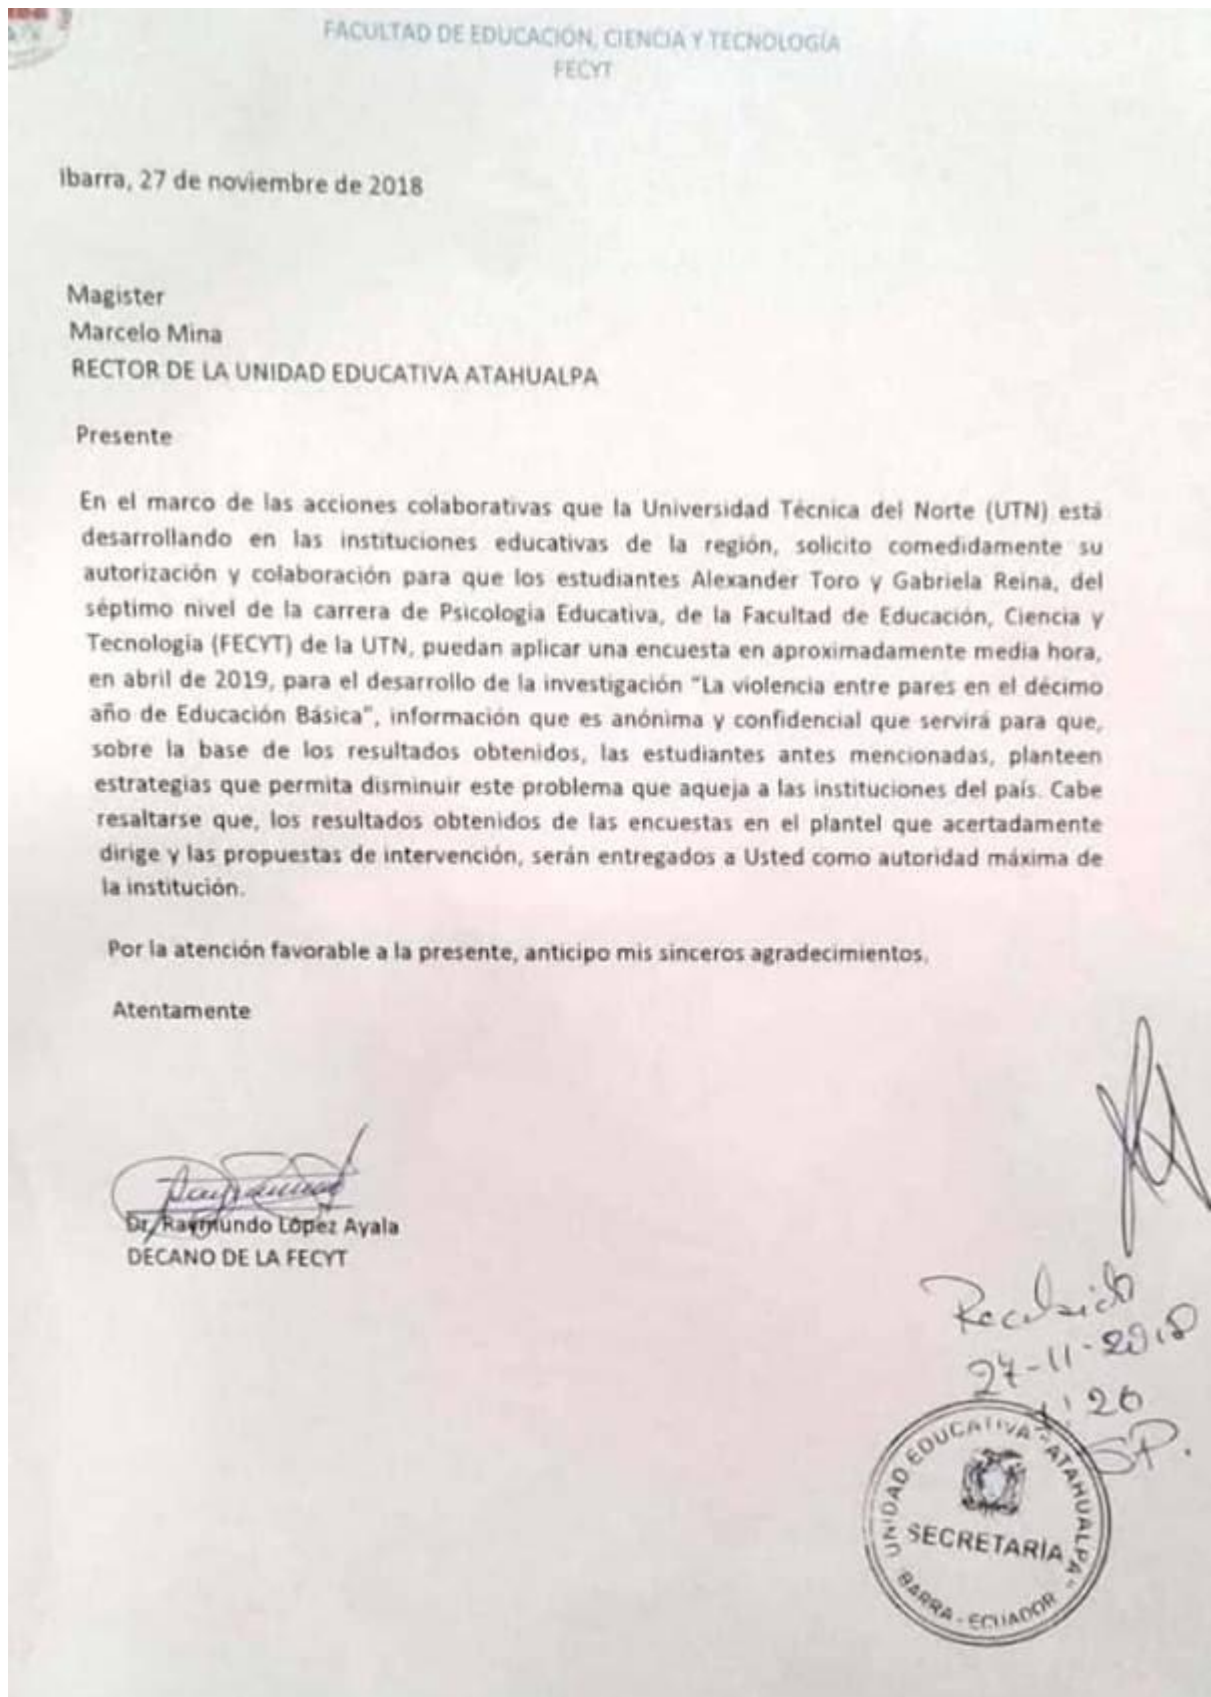 FACULTAD DE EDUCACIÓN, CIENCIA Y TECNOLOGÍA
FECYT
Ibarra, 27 de noviembre de 2018
Magister
Marcelo Mina
RECTOR DE LA UNIDAD EDUCATIVA ATAHUALPA
Presente
En el marco de las acciones colaborativas que la Universidad Técnica del Norte (UTN) está
desarrollando en las instituciones educativas de la región, solicito comedidamente su
autorización y colaboración para que los estudiantes Alexander Toro y Gabriela Reina, del
séptimo nivel de la carrera de Psicología Educativa, de la Facultad de Educación, Ciencia y
Tecnología (FECYT) de la UTN, puedan aplicar una encuesta en aproximadamente media hora,
en abril de 2019, para el desarrollo de la investigación "La violencia entre pares en el décimo
año de Educación Básica", información que es anónima y confidencial que servirá para que,
sobre la base de los resultados obtenidos, las estudiantes antes mencionadas, planteen
estrategias que permita disminuir este problema que aqueja a las instituciones del país. Cabe
resaltarse que, los resultados obtenidos de las encuestas en el plantel que acertadamente
dirige y las propuestas de intervención, serán entregados a Usted como autoridad máxima de
la institución.
Por la atención favorable a la presente, anticipo mis sinceros agradecimientos.
Atentamente
Dr. Raymundo López Ayala
DECANO DE LA FECYT
Recibido
27-11-2018
SP.
UNIDAD EDUCATIVA "ATAHUALPA"
SECRETARÍA
IBARRA - ECUADOR